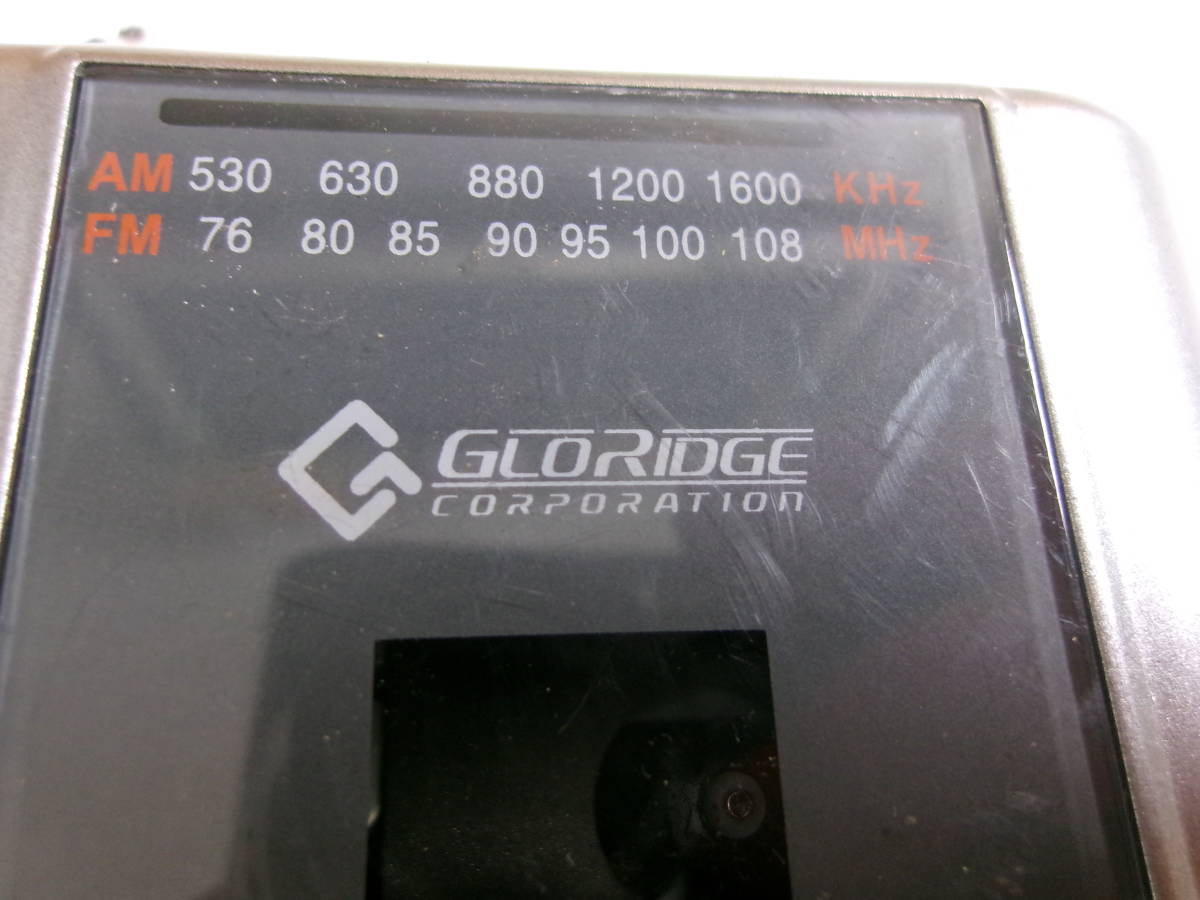 AM 530 630 880 1200 1600 KHz
FM 76 80 85 90 95 100 108 MHz
GLORIDGE
CORPORATION